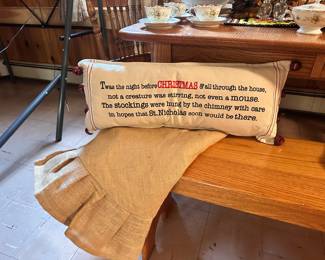 Twas the night before CHRISTMAS & all through the house,
not a creature was stirring, not even a mouse.
The stockings were hung by the chimney with care
in hopes that St. Nicholas soon would be there.